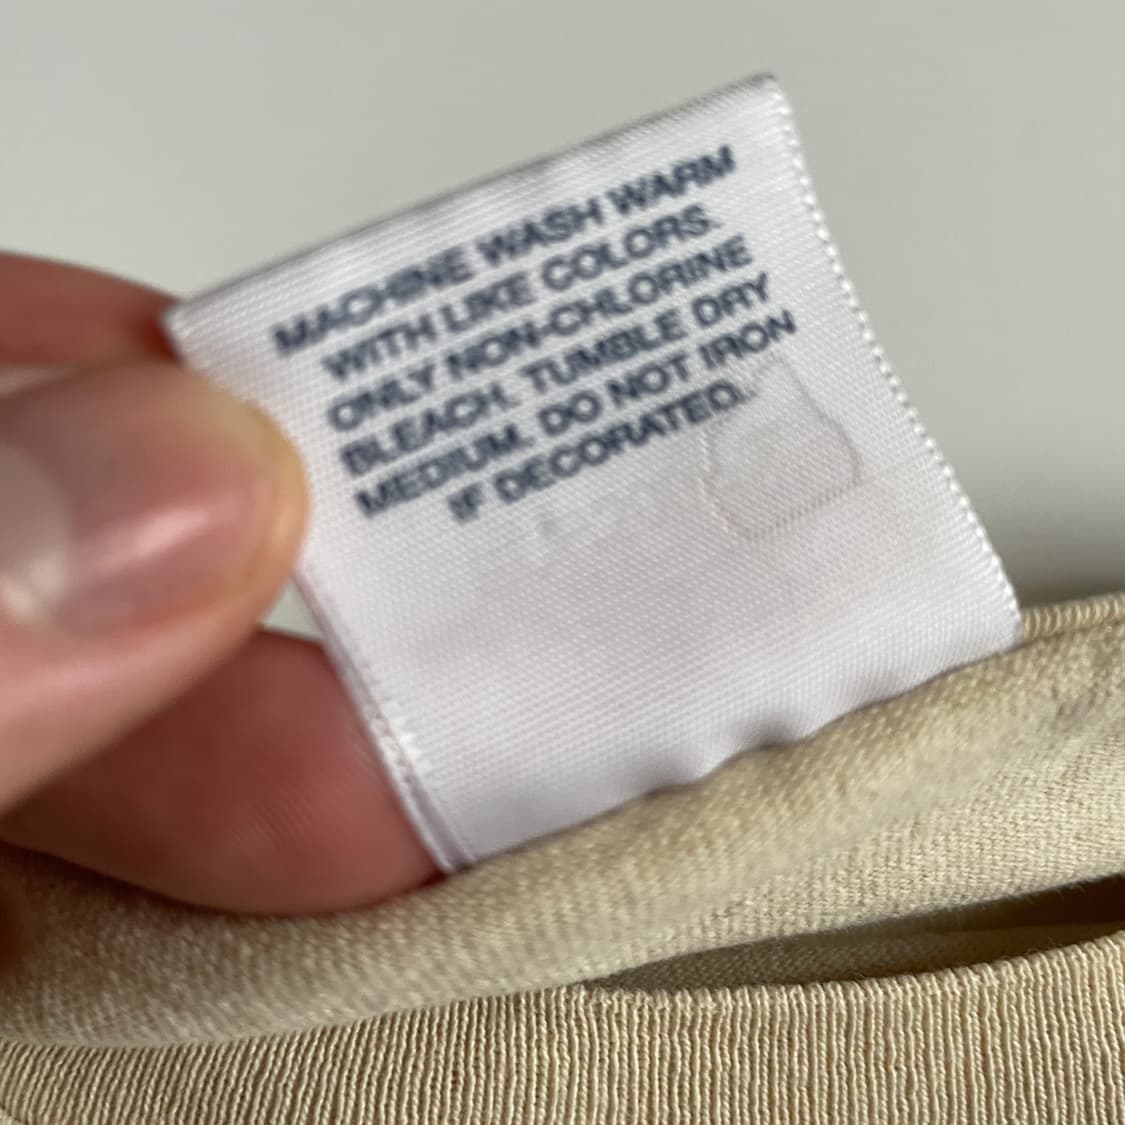 MACHINE WASH WARM
WITH LIKE COLORS.
ONLY NON-CHLORINE
BLEACH. TUMBLE DRY
MEDIUM. DO NOT IRON
IF DECORATED.